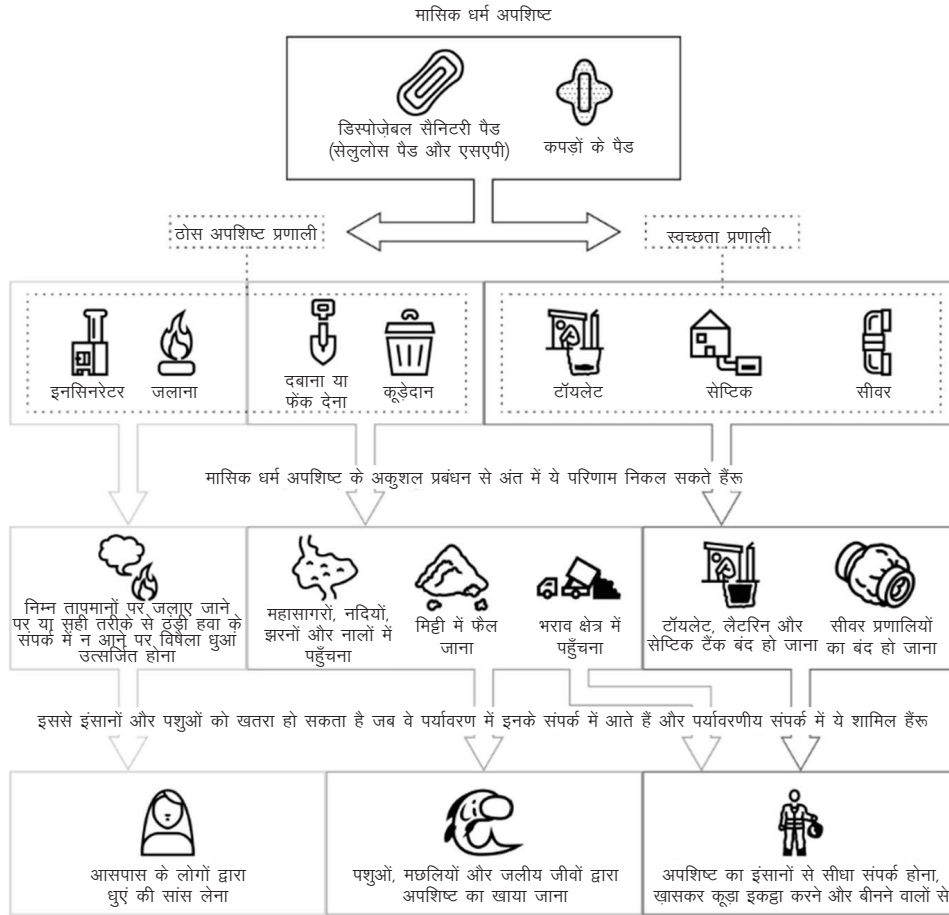 मासिक धर्म अपशिष्ट
डिस्पोज़ेबल सैनिटरी पैड
(सेलुलोस पैड और एसएपी)
कपड़ों के पैड
ठोस अपशिष्ट प्रणाली
स्वच्छता प्रणाली
इनसिनरेटर
जलाना
दबाना या
फेंक देना
कूड़ेदान
टॉयलेट
सेप्टिक
सीवर
मासिक धर्म अपशिष्ट के अकुशल प्रबंधन से अंत में ये परिणाम निकल सकते हैंरू
निम्न तापमानों पर जलाए जाने
पर या सही तरीके से ठंडी हवा के
संपर्क में न आने पर विषैला धुआं
उत्सर्जित होना
महासागरों, नदियों,
झरनों और नालों में
पहुँचना
मिट्टी में फैल
जाना
भराव क्षेत्र में
पहुँचना
टॉयलेट, लैटरिन और
सेप्टिक टैंक बंद हो जाना
सीवर प्रणालियों
का बंद हो जाना
इससे इंसानों और पशुओं को खतरा हो सकता है जब वे पर्यावरण में इनके संपर्क में आते हैं और पर्यावरणीय संपर्क में ये शामिल हैंरू
आसपास के लोगों द्वारा
धुएं की सांस लेना
पशुओं, मछलियों और जलीय जीवों द्वारा
अपशिष्ट का खाया जाना
अपशिष्ट का इंसानों से सीधा संपर्क होना,
ख़ासकर कूड़ा इकट्ठा करने और बीनने वालों से